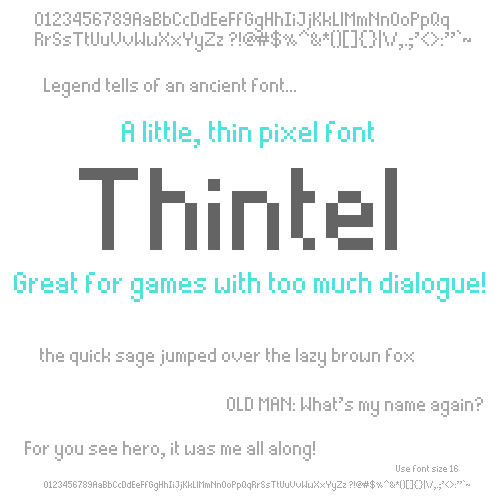 0123456789AaBbCcDdEeFfGgHhIiJjKkLlMmNnOoPpQq
RrSsTtUuVvWwXxYyZz ?!@#$%^&*()[]{}|\/,.;'<>:"`~
Legend tells of an ancient font...
A little, thin pixel font
Thintel
Great for games with too much dialogue!
the quick sage jumped over the lazy brown fox
OLD MAN: What's my name again?
For you see hero, it was me all along!
Use font size 16
0123456789AaBbCcDdEeFfGgHhIiJjKkLlMmNnOoPpQqRrSsTtUuVvWwXxYyZz ?!@#$%^&*()[]{}|\/,.;'<>:"`~